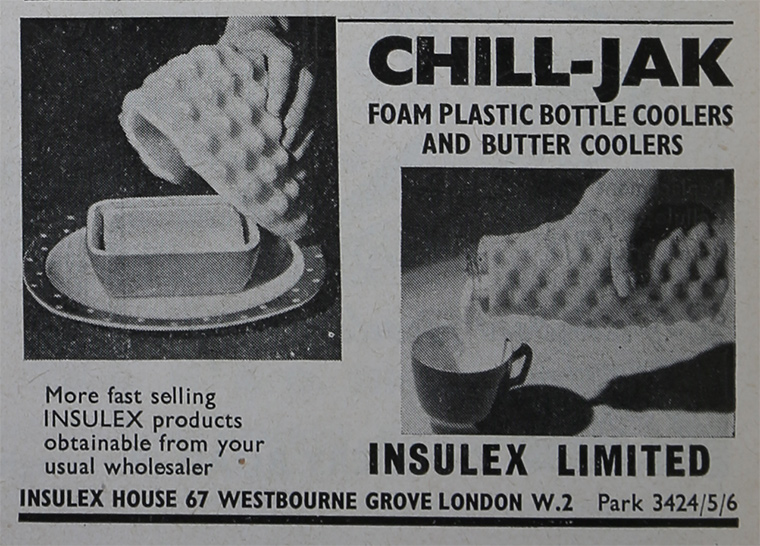 CHILL-JAK
FOAM PLASTIC BOTTLE COOLERS
AND BUTTER COOLERS
More fast selling
INSULEX products
obtainable from your
usual wholesaler
INSULEX LIMITED
INSULEX HOUSE 67 WESTBOURNE GROVE LONDON W.2 Park 3424/5/6